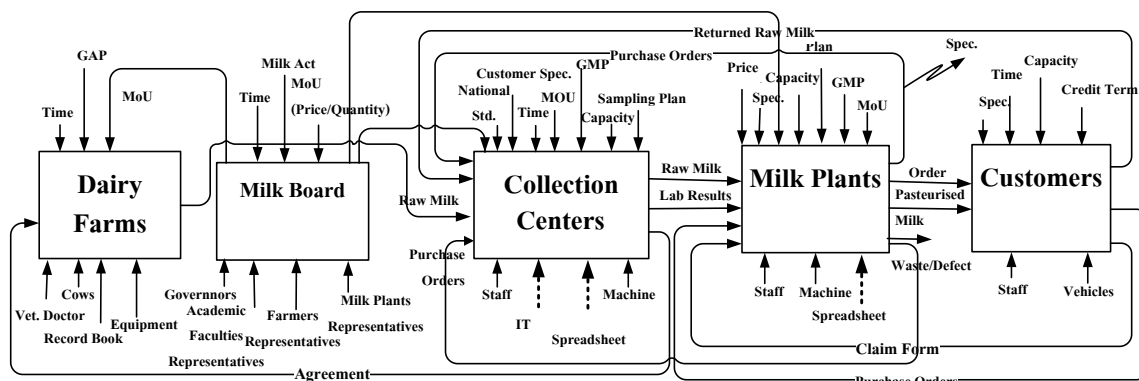 Returned Raw Milk
Purchase Orders
Plan
Spec.
GAP
MoU
Time
Milk Act
MoU
(Price/Quantity)
Time
GMP
Customer Spec.
National
MOU
Sampling Plan
Std.
Time
Capacity
Price
Capacity
Spec.
GMP
MoU
Capacity
Time
Credit Term
Spec.
Dairy
Farms
Milk Board
Collection
Centers
Milk Plants
Customers
Raw Milk
Raw Milk
Lab Results
Order
Pasteurised
Milk
Waste/Defect
Purchase
Orders
Vet. Doctor
Cows
Record Book
Equipment
Governnors
Academic
Faculties
Representatives
Farmers
Representatives
Milk Plants
Representatives
Staff
IT
Spreadsheet
Machine
Staff
Machine
Spreadsheet
Staff
Vehicles
Claim Form
Agreement
Purchase Orders